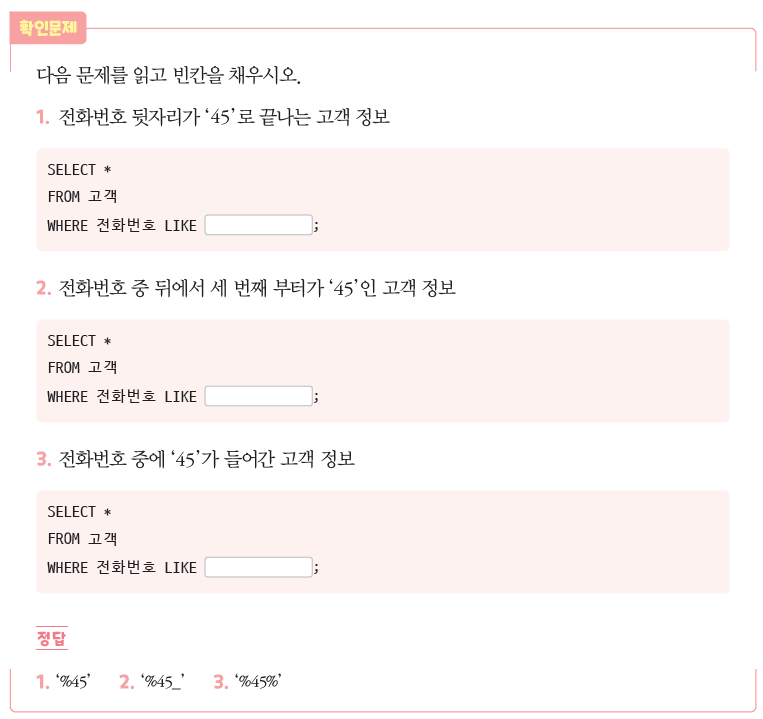 확인문제
다음 문제를 읽고 빈칸을 채우시오.
1. 전화번호 뒷자리가 ‘45’로 끝나는 고객 정보
SELECT *
FROM 고객
WHERE 전화번호 LIKE ;
2. 전화번호 중 뒤에서 세 번째 부터가 ‘45’인 고객 정보
SELECT *
FROM 고객
WHERE 전화번호 LIKE ;
3. 전화번호 중에 ‘45’가 들어간 고객 정보
SELECT *
FROM 고객
WHERE 전화번호 LIKE ;
정답
1. ‘%45’ 2. ‘%45_’ 3. ‘%45%’